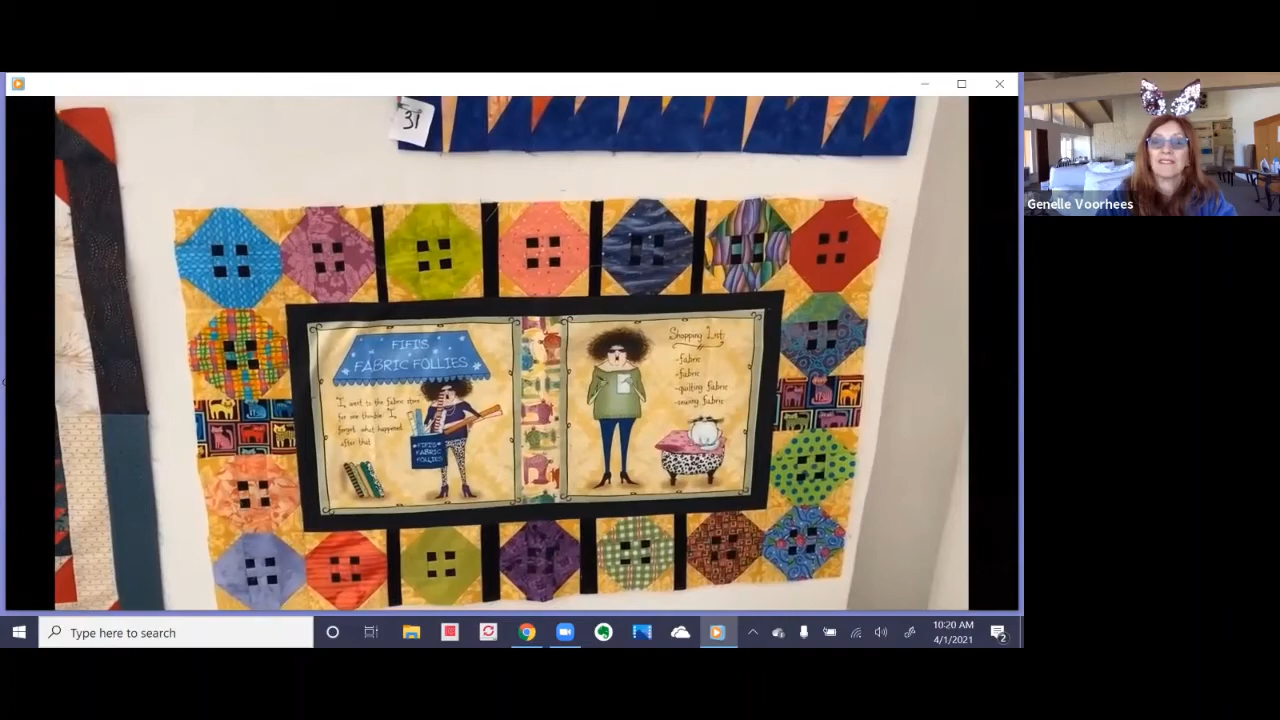 31
FIFI'S
FABRIC FOLLIES
I went to the fabric store
for one thimble. I
forget what happened
after that
FIFI'S
FABRIC
FOLLIES
Shopping List
-fabric
-fabric
-quilting fabric
-sewing fabric
Genelle Voorhees
Type here to search
10:20 AM
4/1/2021
2